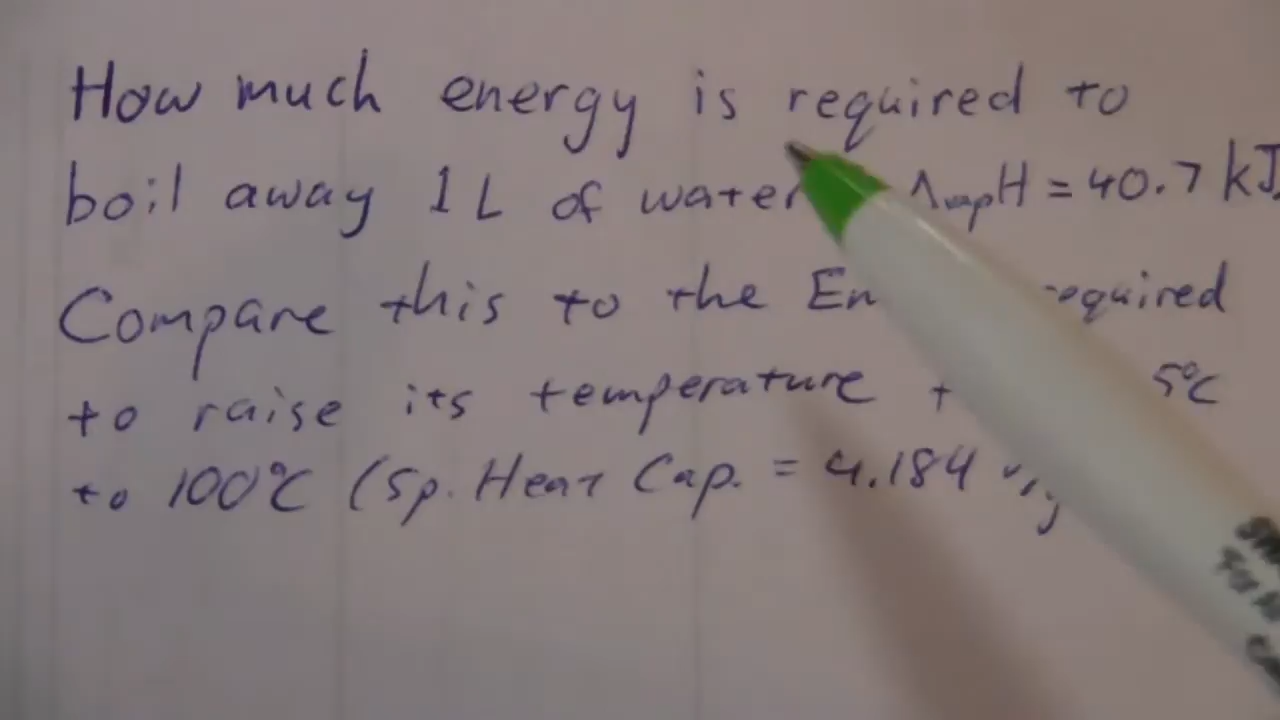 How much energy is required to
boil away 1 L of water ΔvapH = 40.7 kJ
Compare this to the required
to raise its temperature 5°C
to 100°C (Sp. Heat Cap. = 4.184